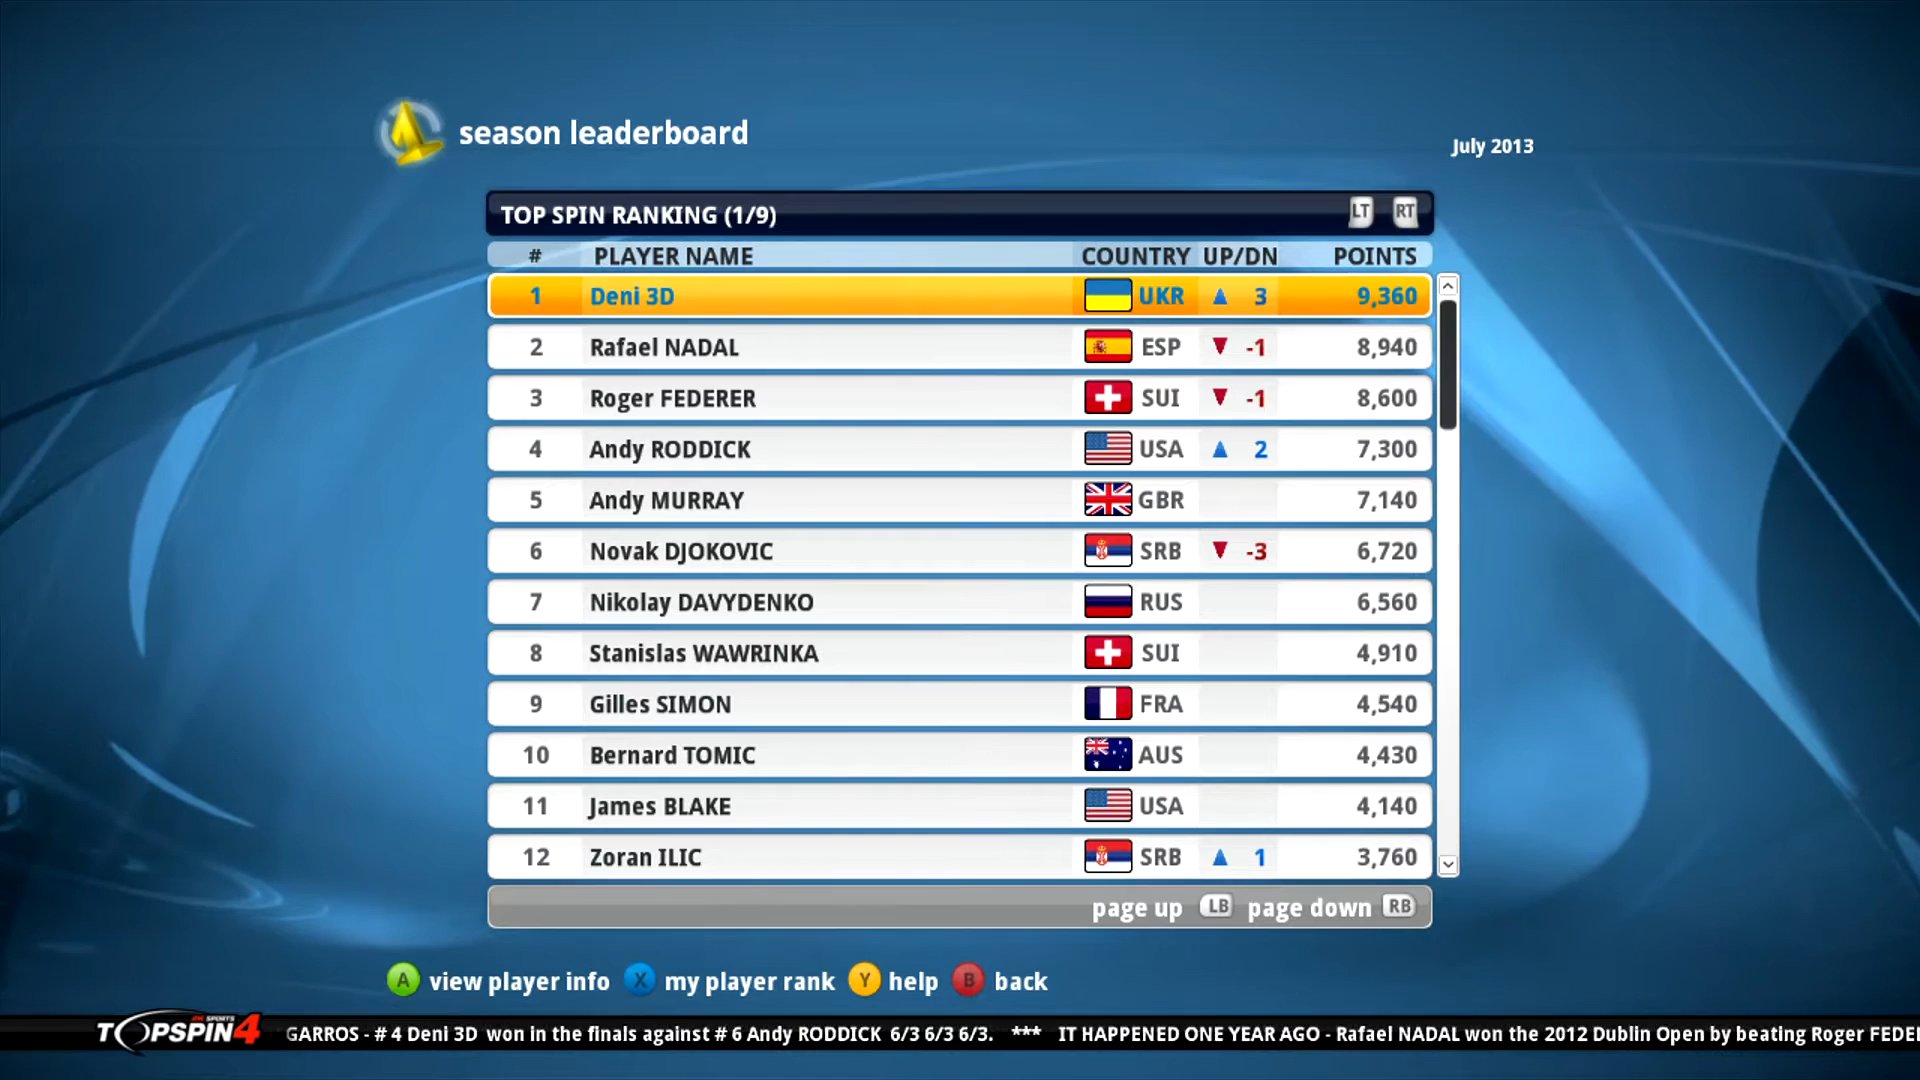 season leaderboard
July 2013
TOP SPIN RANKING (1/9) LT RT
# PLAYER NAME COUNTRY UP/DN POINTS
1 Deni 3D UKR 3 9,360
2 Rafael NADAL ESP -1 8,940
3 Roger FEDERER SUI -1 8,600
4 Andy RODDICK USA 2 7,300
5 Andy MURRAY GBR 7,140
6 Novak DJOKOVIC SRB -3 6,720
7 Nikolay DAVYDENKO RUS 6,560
8 Stanislas WAWRINKA SUI 4,910
9 Gilles SIMON FRA 4,540
10 Bernard TOMIC AUS 4,430
11 James BLAKE USA 4,140
12 Zoran ILIC SRB 1 3,760
page up LB page down RB
A view player info X my player rank Y help B back
TOPSPIN 4 GARROS - # 4 Deni 3D won in the finals against # 6 Andy RODDICK 6/3 6/3 6/3. *** IT HAPPENED ONE YEAR AGO - Rafael NADAL won the 2012 Dublin Open by beating Roger FEDE